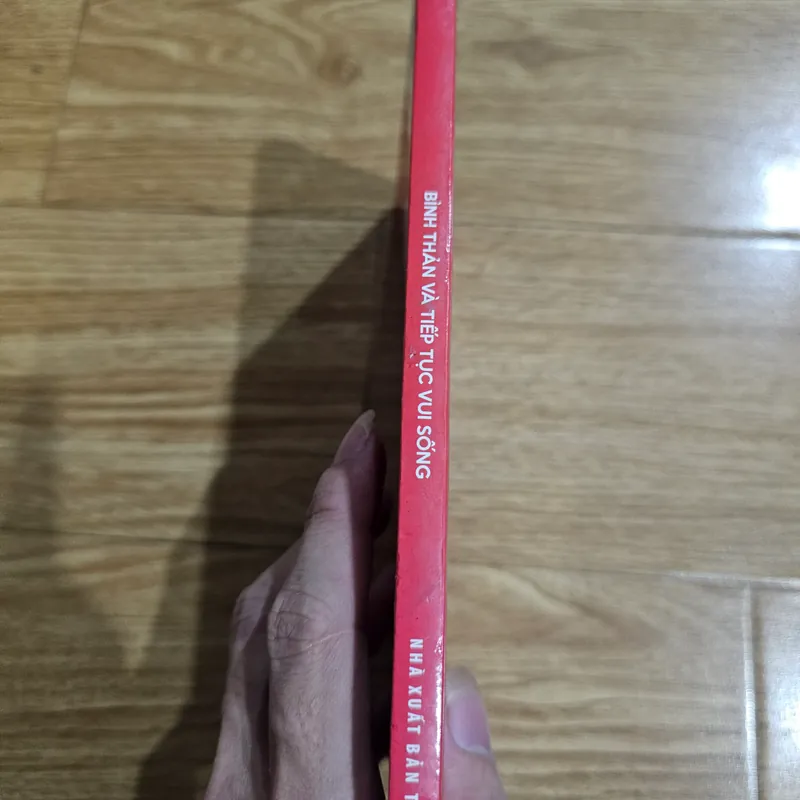 BÌNH THẢN VÀ TIẾP TỤC VUI SỐNG
NHÀ XUẤT BẢN